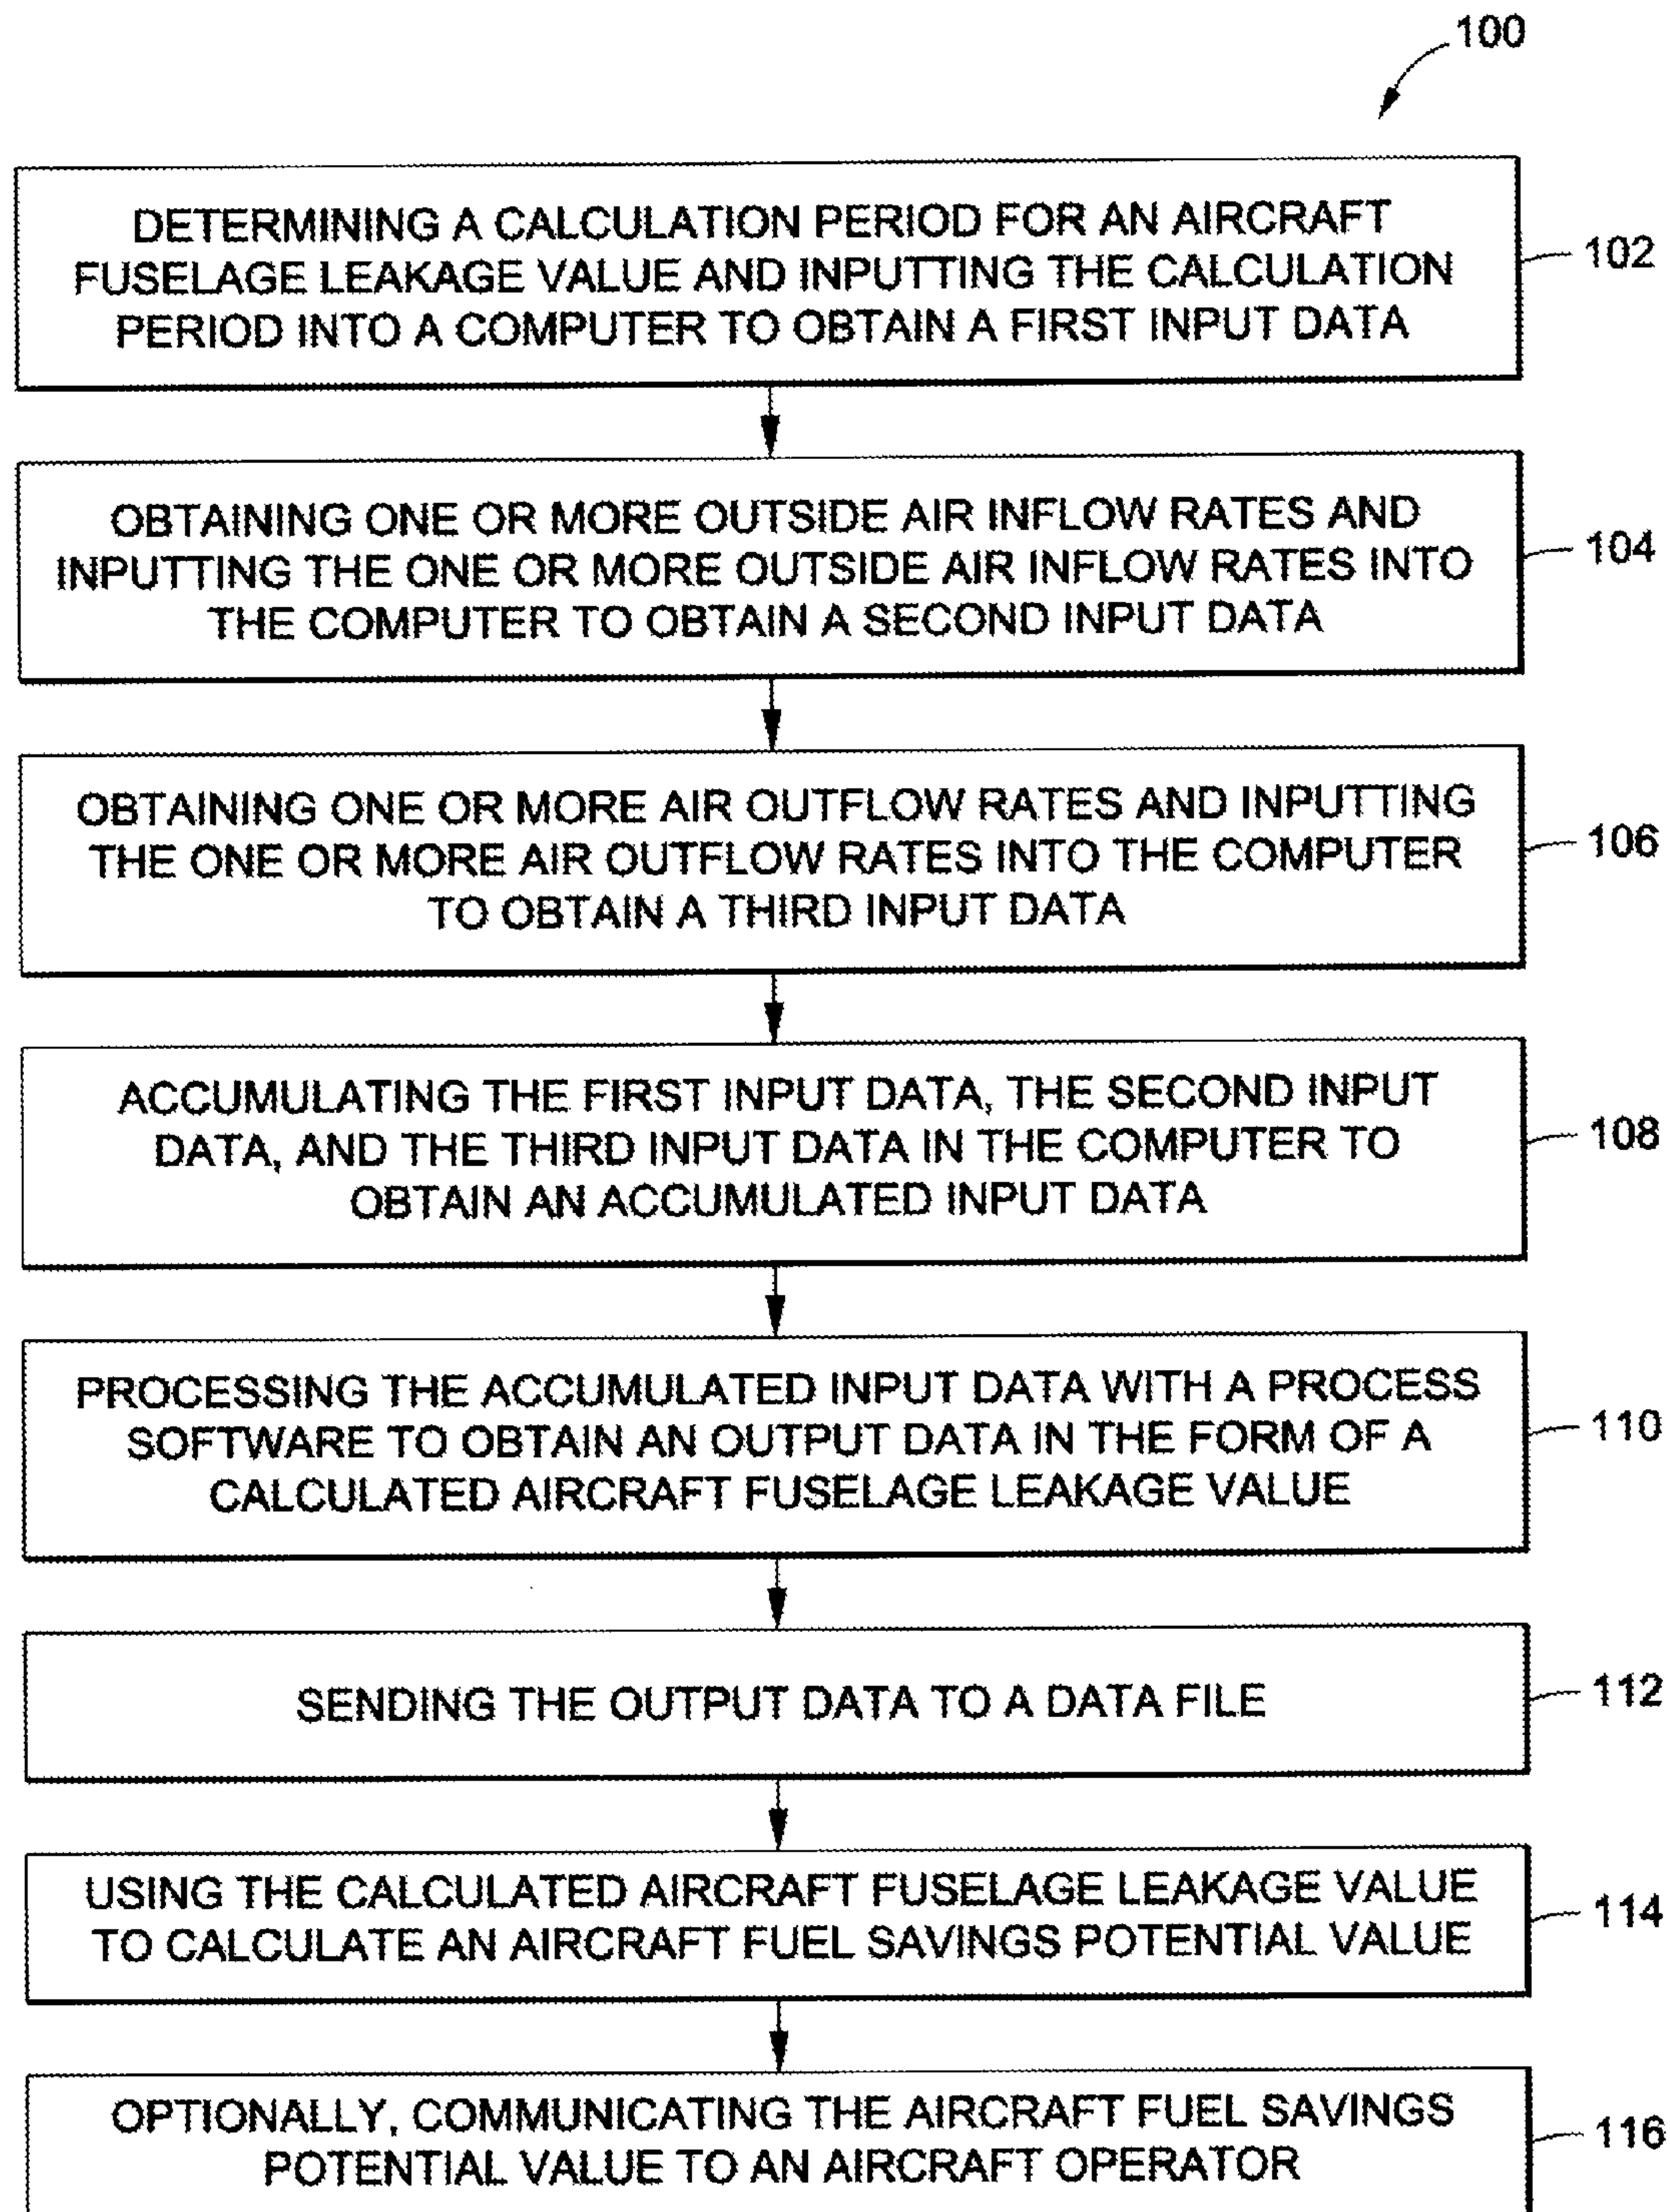 100
DETERMINING A CALCULATION PERIOD FOR AN AIRCRAFT
FUSELAGE LEAKAGE VALUE AND INPUTTING THE CALCULATION
PERIOD INTO A COMPUTER TO OBTAIN A FIRST INPUT DATA
102
OBTAINING ONE OR MORE OUTSIDE AIR INFLOW RATES AND
INPUTTING THE ONE OR MORE OUTSIDE AIR INFLOW RATES INTO
THE COMPUTER TO OBTAIN A SECOND INPUT DATA
104
OBTAINING ONE OR MORE AIR OUTFLOW RATES AND INPUTTING
THE ONE OR MORE AIR OUTFLOW RATES INTO THE COMPUTER
TO OBTAIN A THIRD INPUT DATA
106
ACCUMULATING THE FIRST INPUT DATA, THE SECOND INPUT
DATA, AND THE THIRD INPUT DATA IN THE COMPUTER TO
OBTAIN AN ACCUMULATED INPUT DATA
108
PROCESSING THE ACCUMULATED INPUT DATA WITH A PROCESS
SOFTWARE TO OBTAIN AN OUTPUT DATA IN THE FORM OF A
CALCULATED AIRCRAFT FUSELAGE LEAKAGE VALUE
110
SENDING THE OUTPUT DATA TO A DATA FILE
112
USING THE CALCULATED AIRCRAFT FUSELAGE LEAKAGE VALUE
TO CALCULATE AN AIRCRAFT FUEL SAVINGS POTENTIAL VALUE
114
OPTIONALLY, COMMUNICATING THE AIRCRAFT FUEL SAVINGS
POTENTIAL VALUE TO AN AIRCRAFT OPERATOR
116